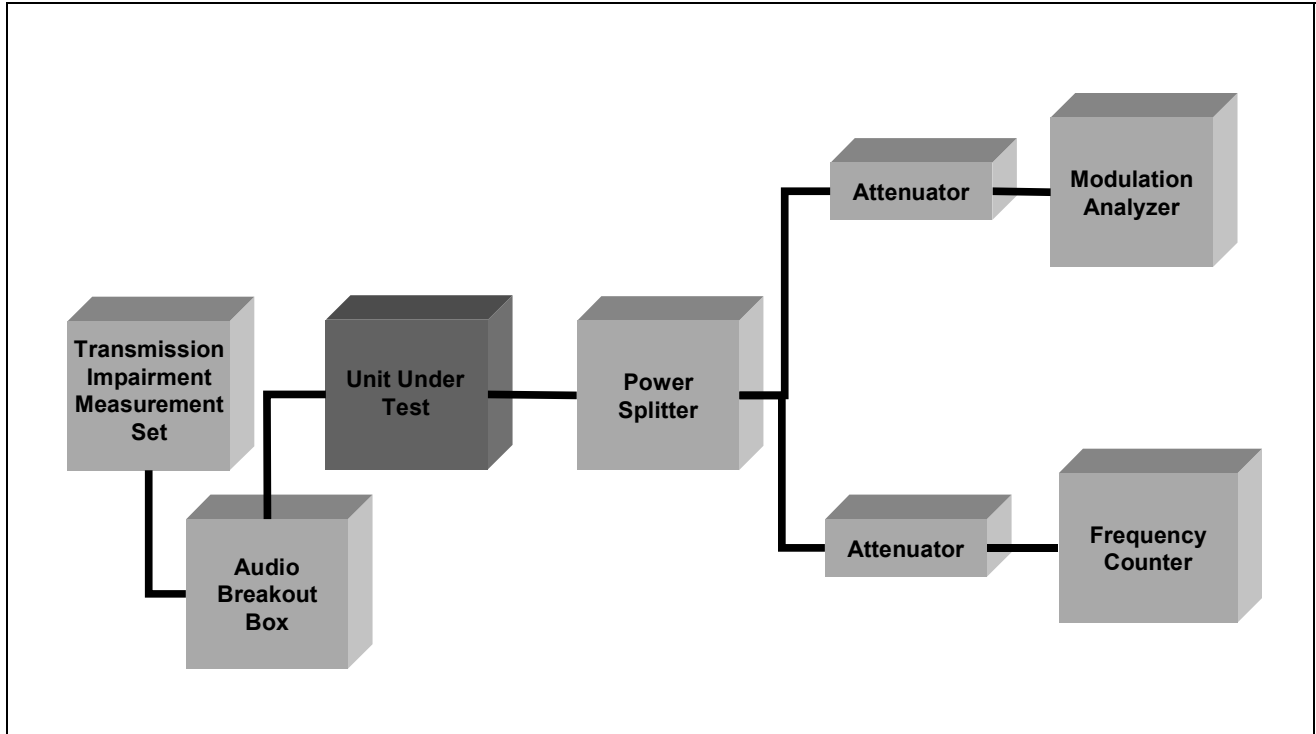 Transmission
Impairment
Measurement
Set
Audio
Breakout
Box
Unit Under
Test
Power
Splitter
Attenuator
Modulation
Analyzer
Attenuator
Frequency
Counter